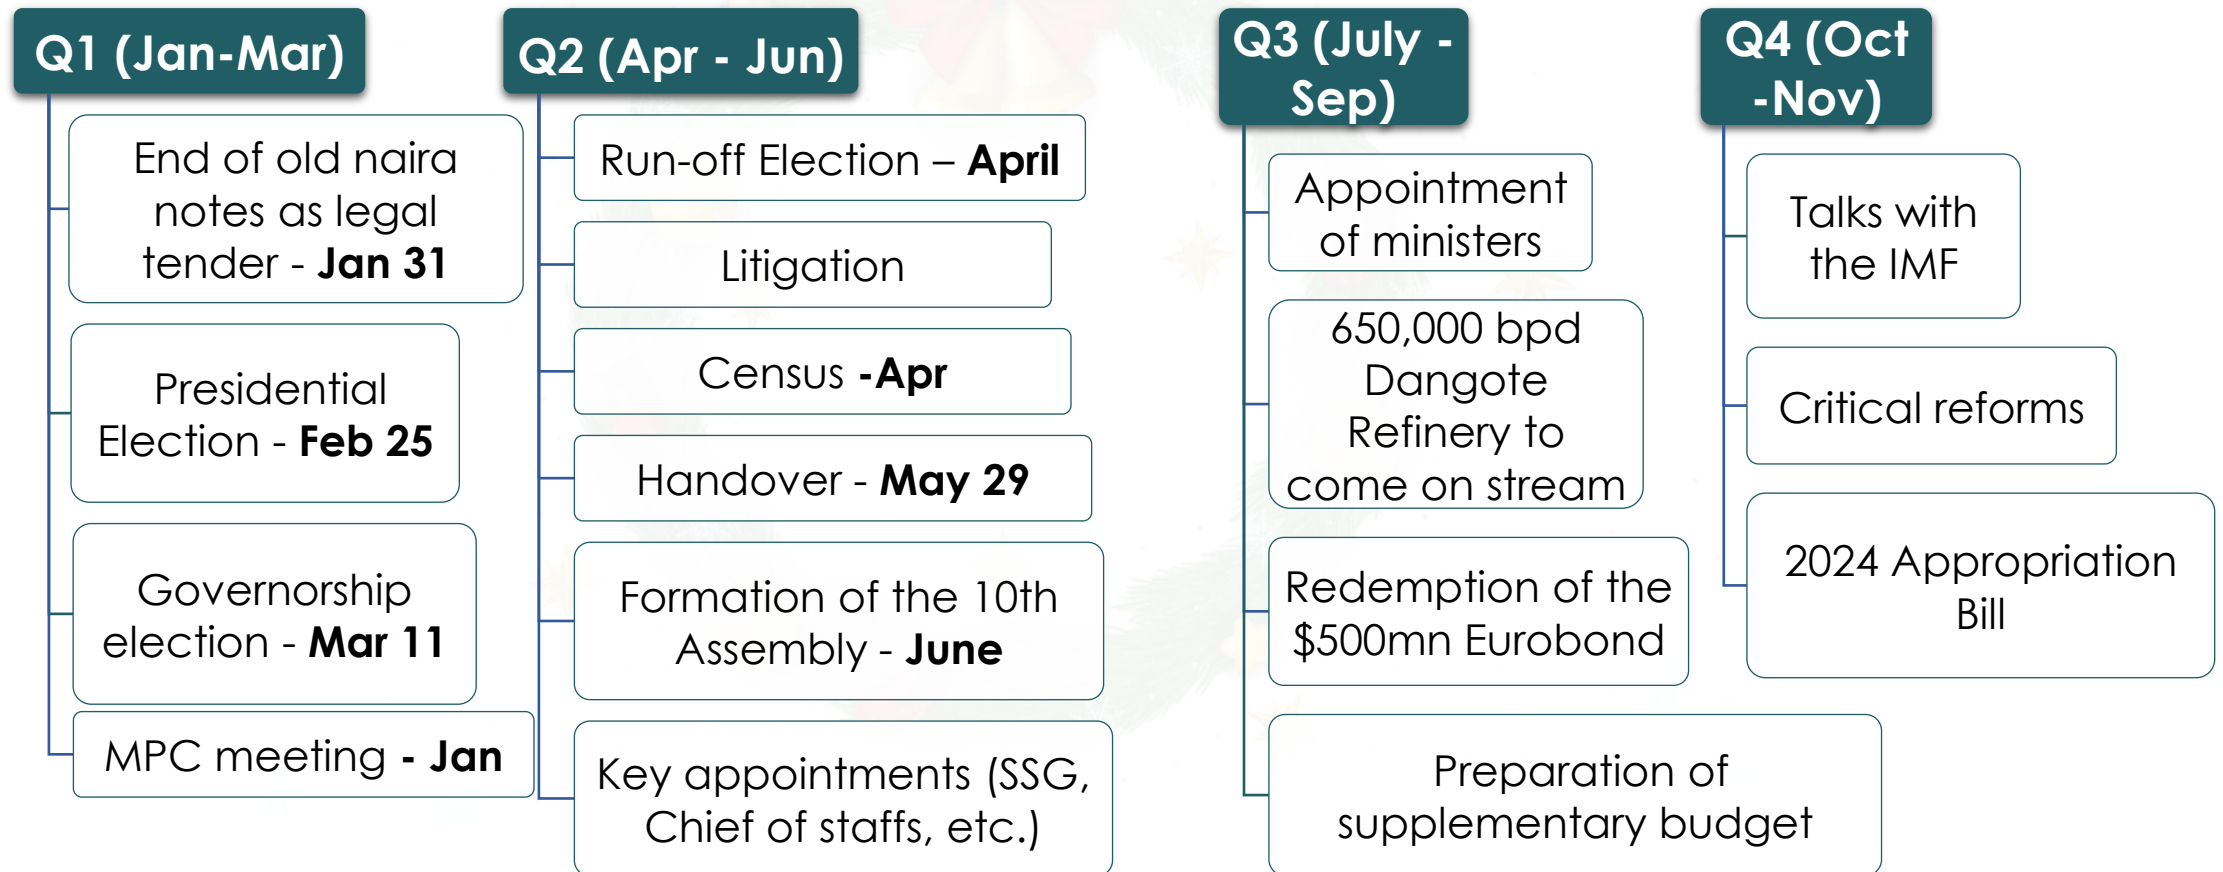 Q1 (Jan-Mar)
End of old naira
notes as legal
tender - Jan 31
Presidential
Election - Feb 25
Governorship
election - Mar 11
MPC meeting - Jan
Q2 (Apr - Jun)
Run-off Election – April
Litigation
Census -Apr
Handover - May 29
Formation of the 10th
Assembly - June
Key appointments (SSG,
Chief of staffs, etc.)
Q3 (July -
Sep)
Appointment
of ministers
650,000 bpd
Dangote
Refinery to
come on stream
Redemption of the
$500mn Eurobond
Preparation of
supplementary budget
Q4 (Oct
-Nov)
Talks with
the IMF
Critical reforms
2024 Appropriation
Bill